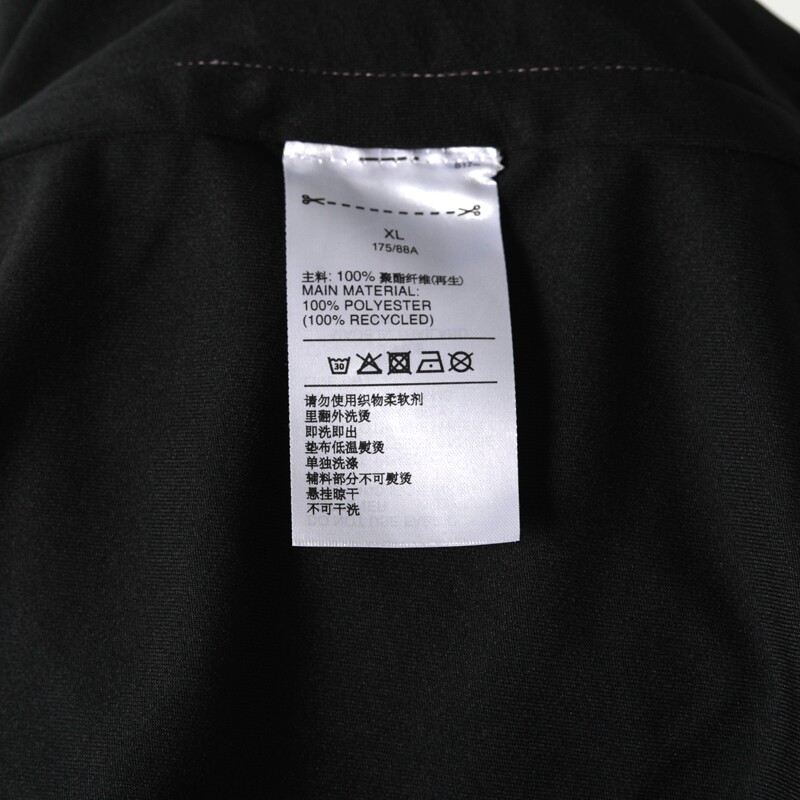 XL
175/88A
主料: 100% 聚酯纤维(再生)
MAIN MATERIAL:
100% POLYESTER
(100% RECYCLED)
30
请勿使用织物柔软剂
里翻外洗烫
即洗即出
垫布低温熨烫
单独洗涤
辅料部分不可熨烫
悬挂晾干
不可干洗